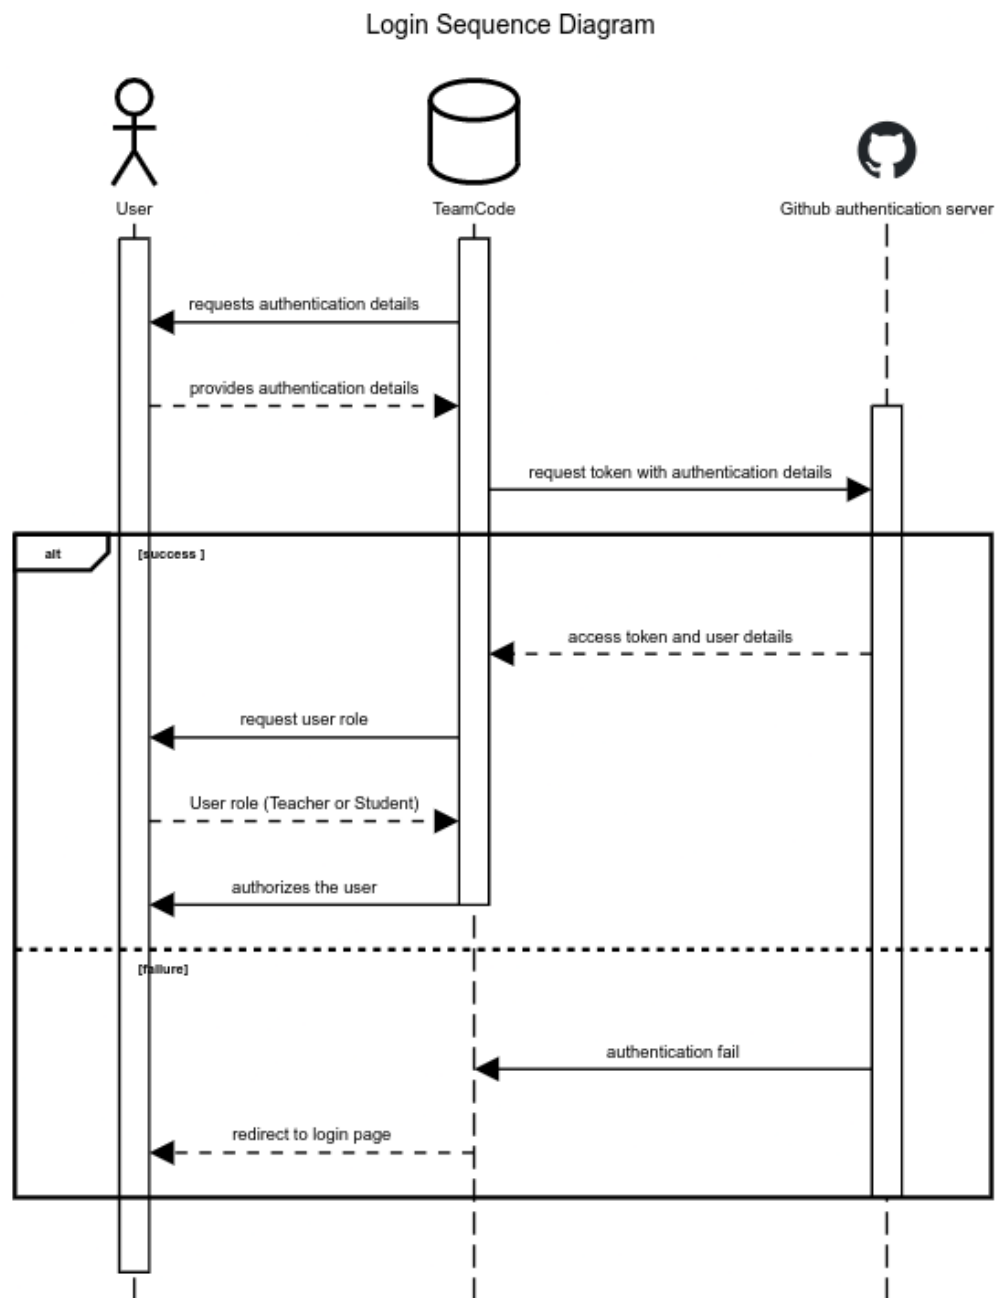 Login Sequence Diagram
User
TeamCode
Github authentication server
requests authentication details
provides authentication details
request token with authentication details
alt
[success ]
access token and user details
request user role
User role (Teacher or Student)
authorizes the user
[failure]
authentication fail
redirect to login page